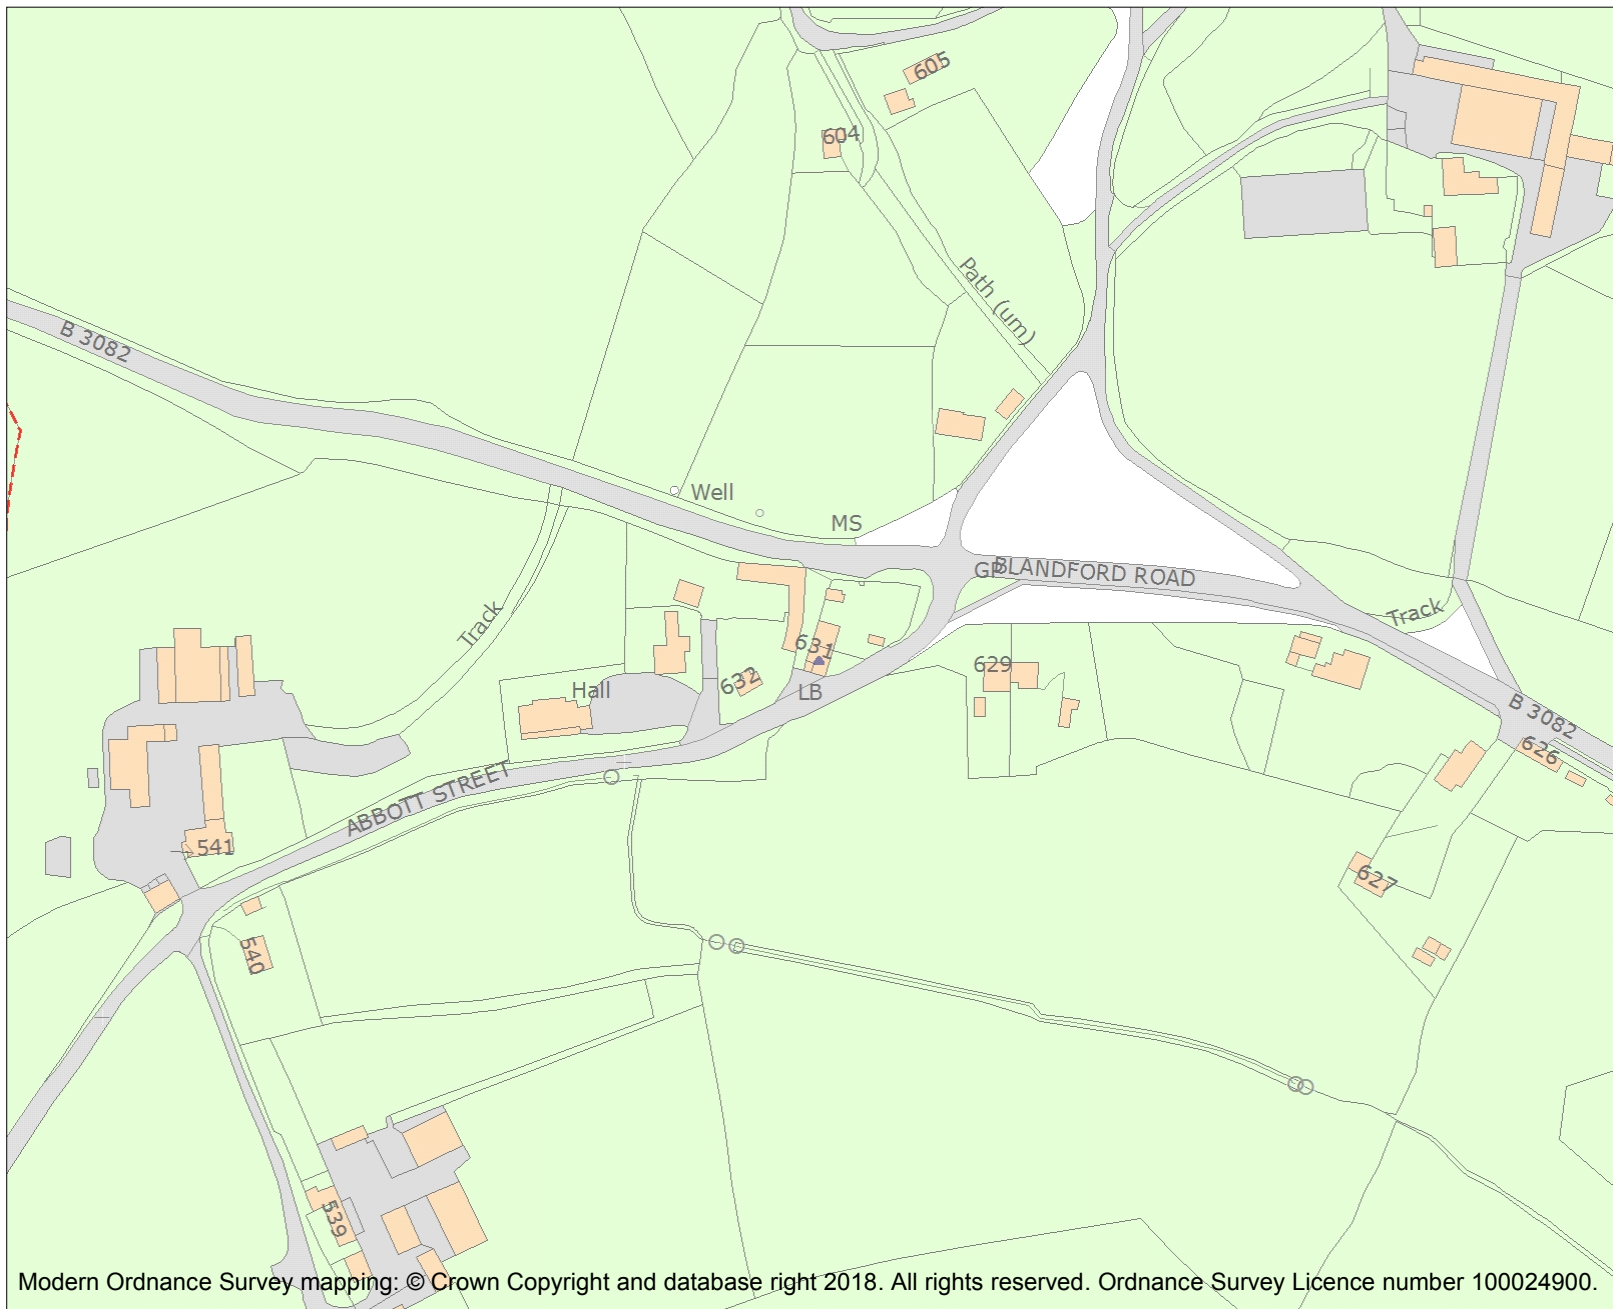 605
604
Path (um)
B 3082
Well
MS
GP
BLANDFORD ROAD
Track
Track
631
629
632
Hall
LB
B 3082
626
ABBOTT STREET
541
627
540
539
Modern Ordnance Survey mapping: © Crown Copyright and database right 2018. All rights reserved. Ordnance Survey Licence number 100024900.